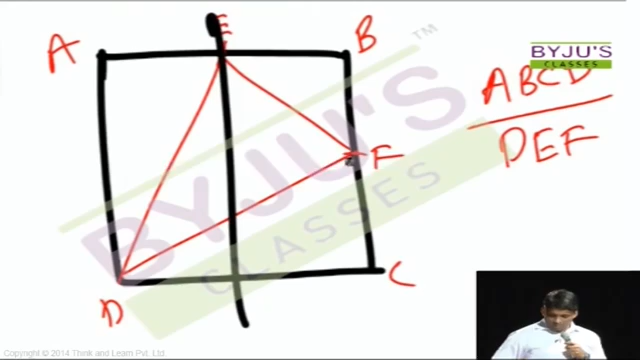 E
A
B
BYJU'S
CLASSES
ABCD
DEF
F
BYJU'S
CLASSES
TM
D
C
Copyright © 2014 Think and Learn Pvt. Ltd.